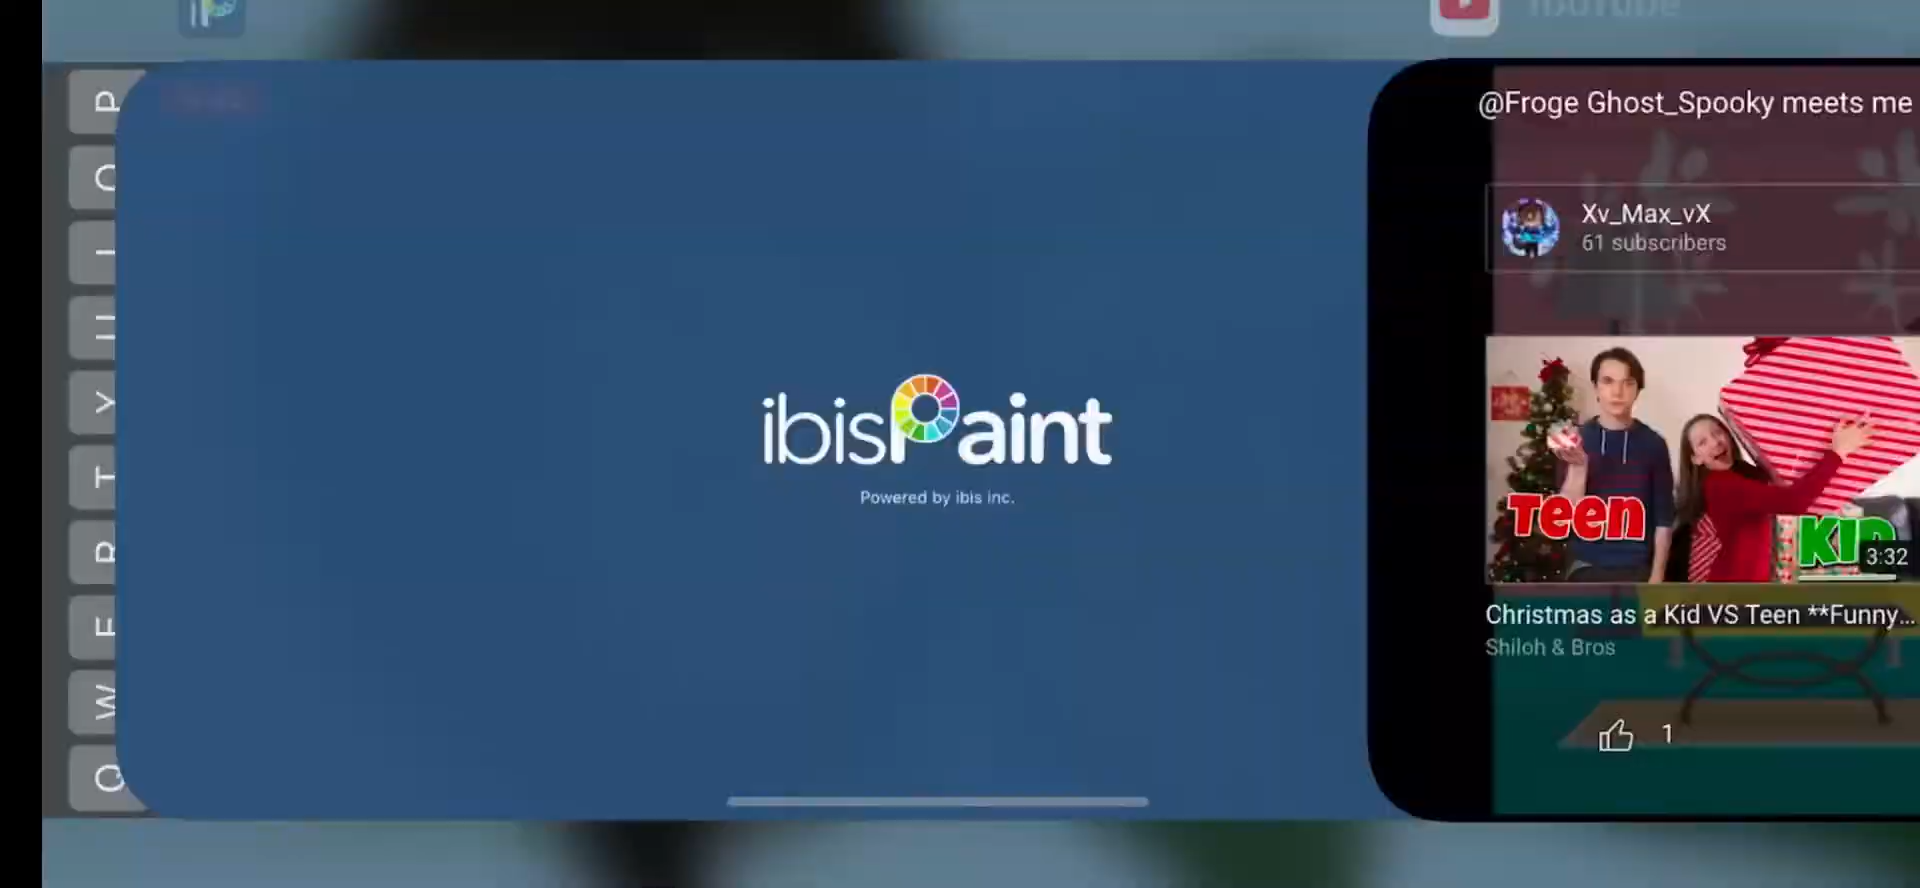 @Froge Ghost_Spooky meets me
Xv_Max_vX
61 subscribers
ibisPaint
Powered by ibis inc.
Teen
KID
3:32
Christmas as a Kid VS Teen **Funny...
Shiloh & Bros
1
P
O
I
U
Y
T
R
E
W
Q